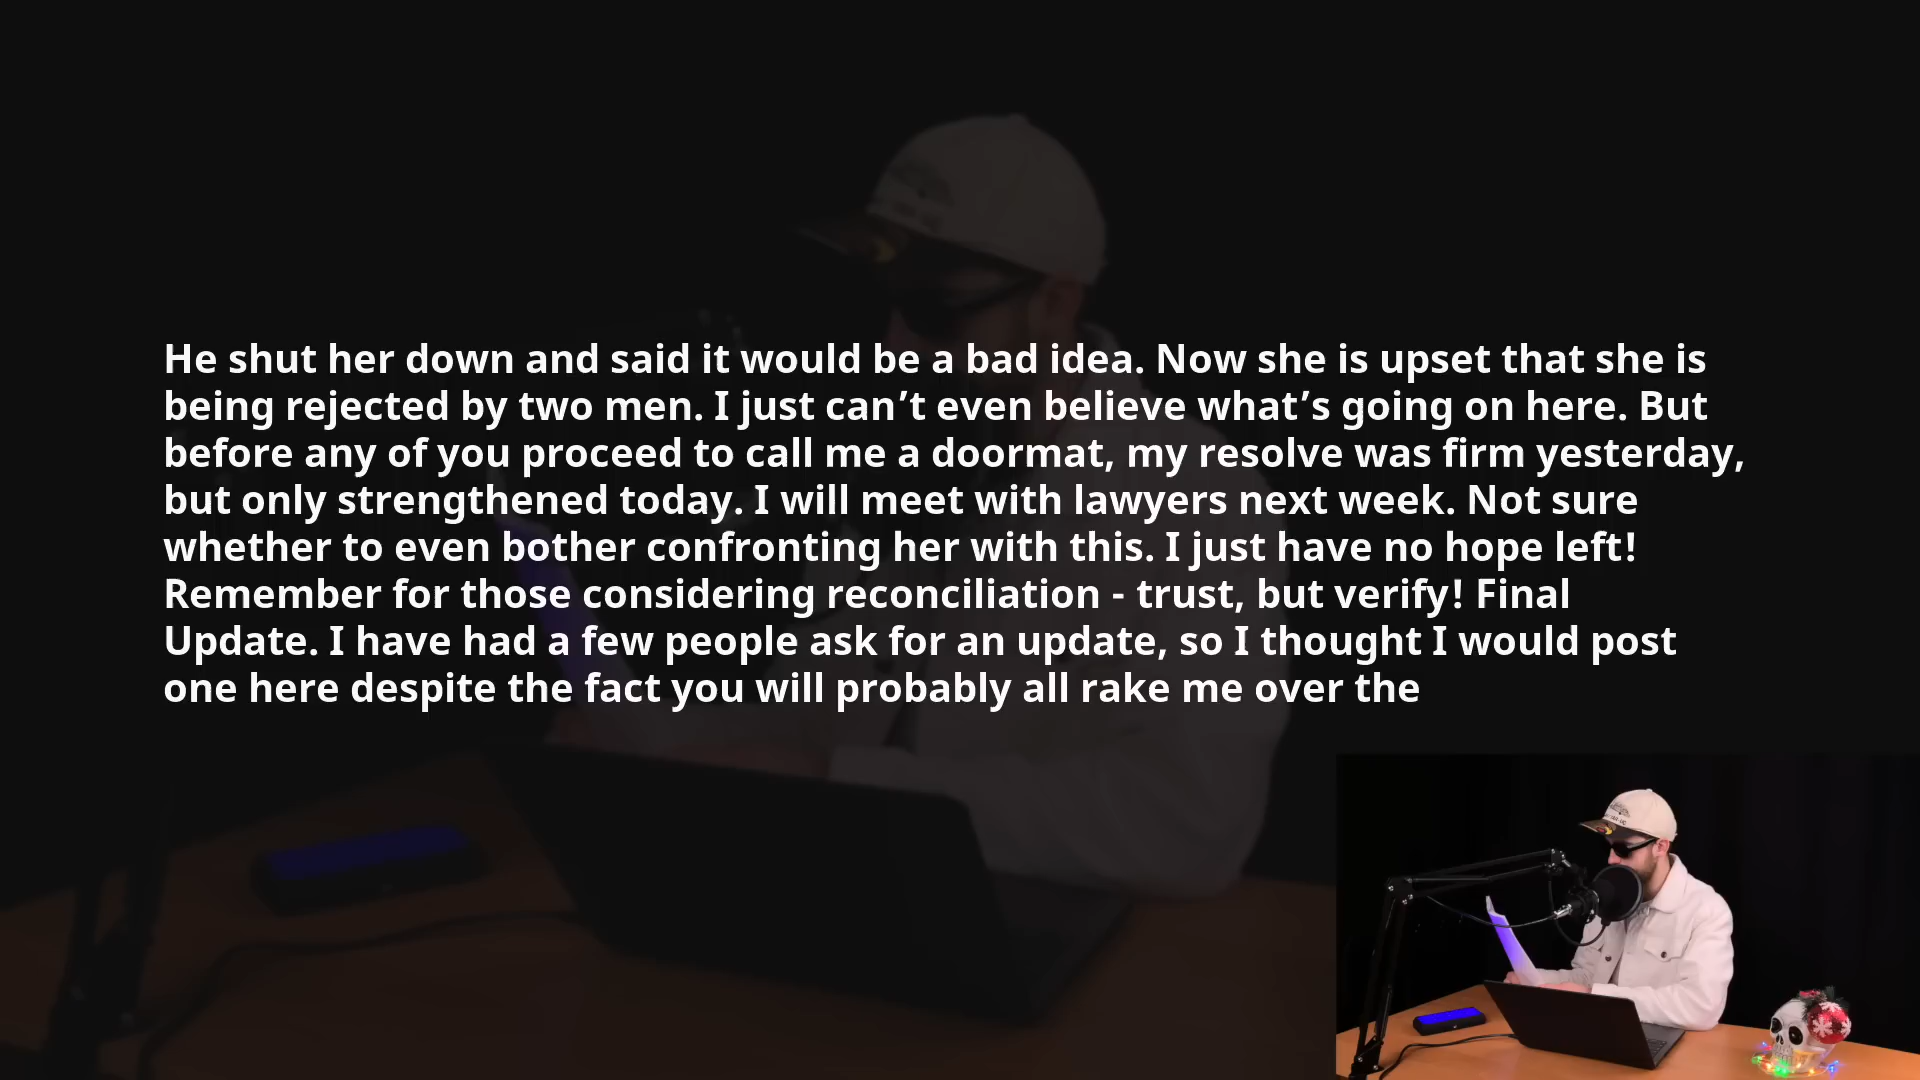 He shut her down and said it would be a bad idea. Now she is upset that she is
being rejected by two men. I just can’t even believe what’s going on here. But
before any of you proceed to call me a doormat, my resolve was firm yesterday,
but only strengthened today. I will meet with lawyers next week. Not sure
whether to even bother confronting her with this. I just have no hope left!
Remember for those considering reconciliation - trust, but verify! Final
Update. I have had a few people ask for an update, so I thought I would post
one here despite the fact you will probably all rake me over the